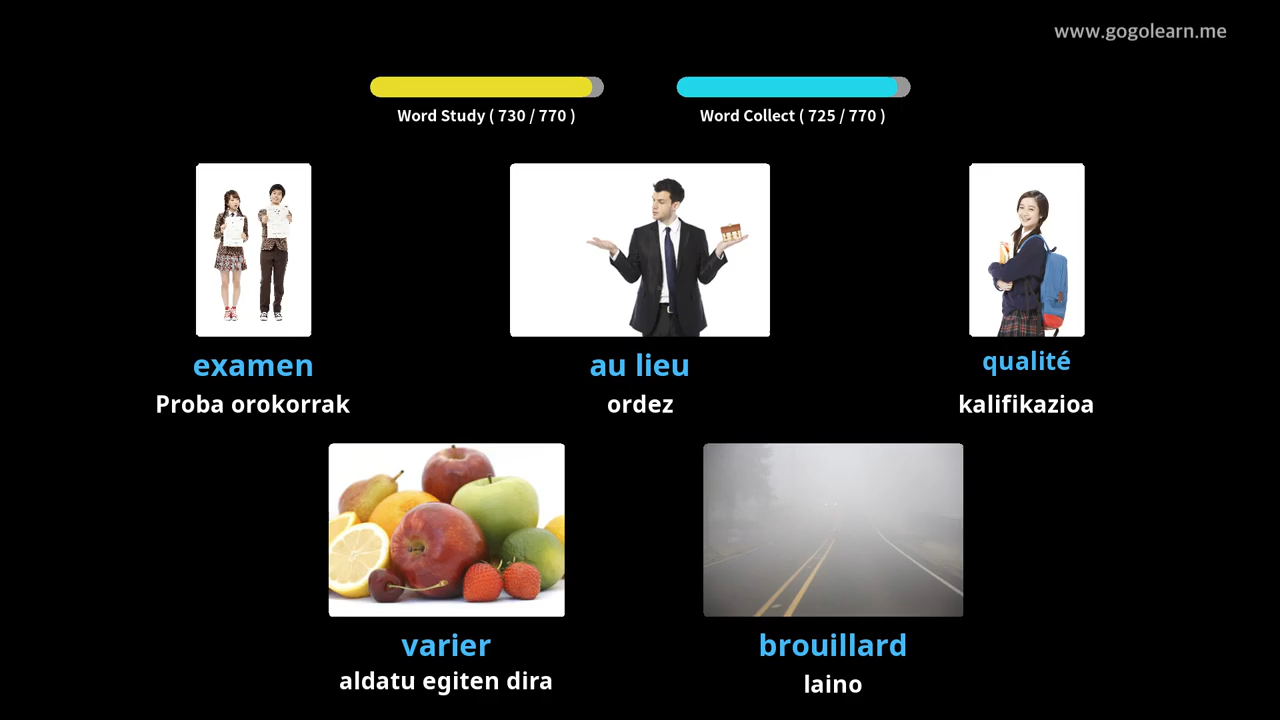 www.gogolearn.me
Word Study ( 730 / 770 )
Word Collect ( 725 / 770 )
examen
Proba orokorrak
au lieu
ordez
qualité
kalifikazioa
varier
aldatu egiten dira
brouillard
laino